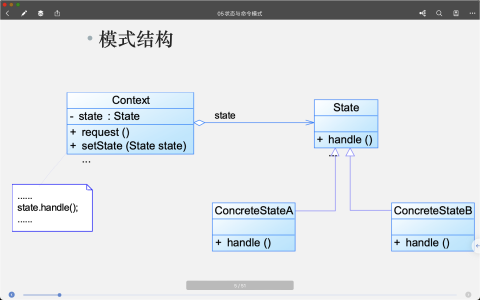 05状态与命令模式
模式结构
Context
- state : State
+ request ()
+ setState (State state)
...
state
State
+ handle ()
...
......
state.handle();
......
ConcreteStateA
+ handle ()
ConcreteStateB
+ handle ()